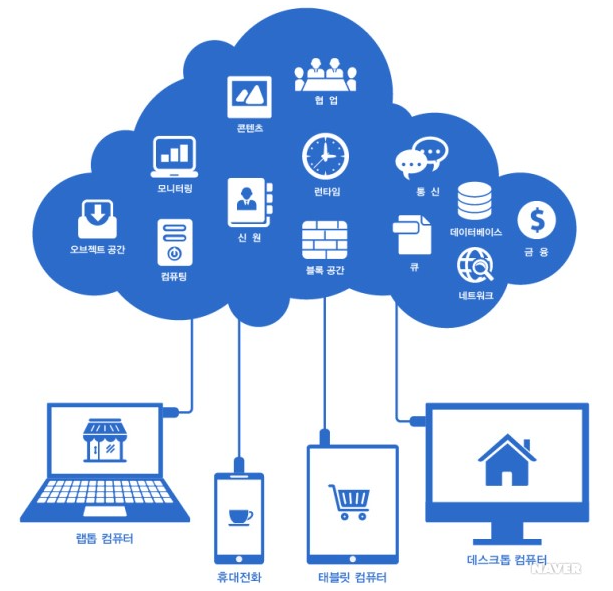 협 업
콘텐츠
모니터링
런타임
통 신
오브젝트 공간
컴퓨팅
신 원
블록 공간
큐
데이터베이스
네트워크
$
금 융
랩톱 컴퓨터
휴대전화
태블릿 컴퓨터
데스크톱 컴퓨터
NAVER